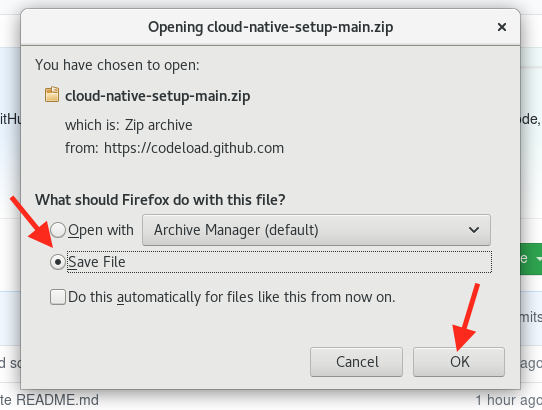 Opening cloud-native-setup-main.zip
You have chosen to open:
cloud-native-setup-main.zip
which is: Zip archive
from: https://codeload.github.com
itHu
ode,
What should Firefox do with this file?
Open with Archive Manager (default)
Save File
e
Do this automatically for files like this from now on.
mits
Cancel OK
d so
ago
te README.md
1 hour ago